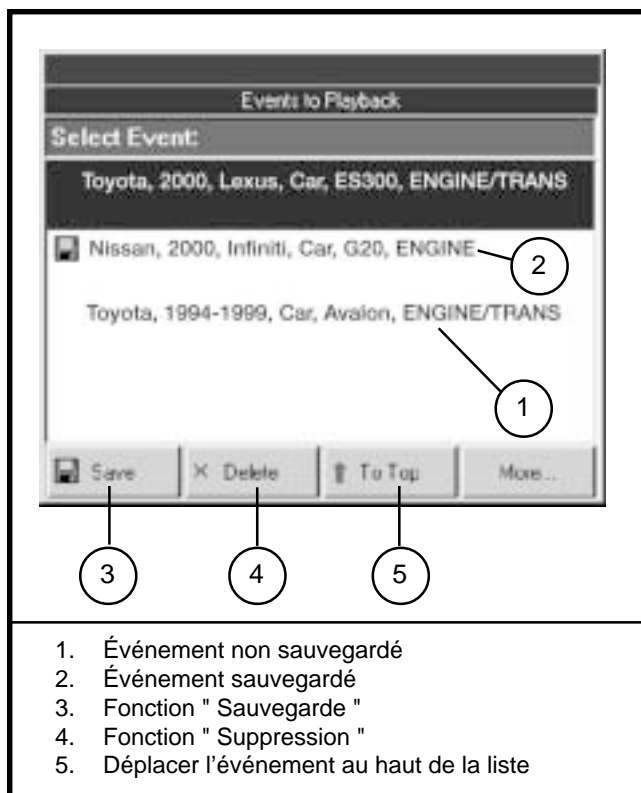 Events to Playback
Select Event:
Toyota, 2000, Lexus, Car, ES300, ENGINE/TRANS
Nissan, 2000, Infiniti, Car, G20, ENGINE
2
Toyota, 1994-1999, Car, Avalon, ENGINE/TRANS
1
Save Delete To Top More...
3 4 5
1. Événement non sauvegardé
2. Événement sauvegardé
3. Fonction " Sauvegarde "
4. Fonction " Suppression "
5. Déplacer l’événement au haut de la liste